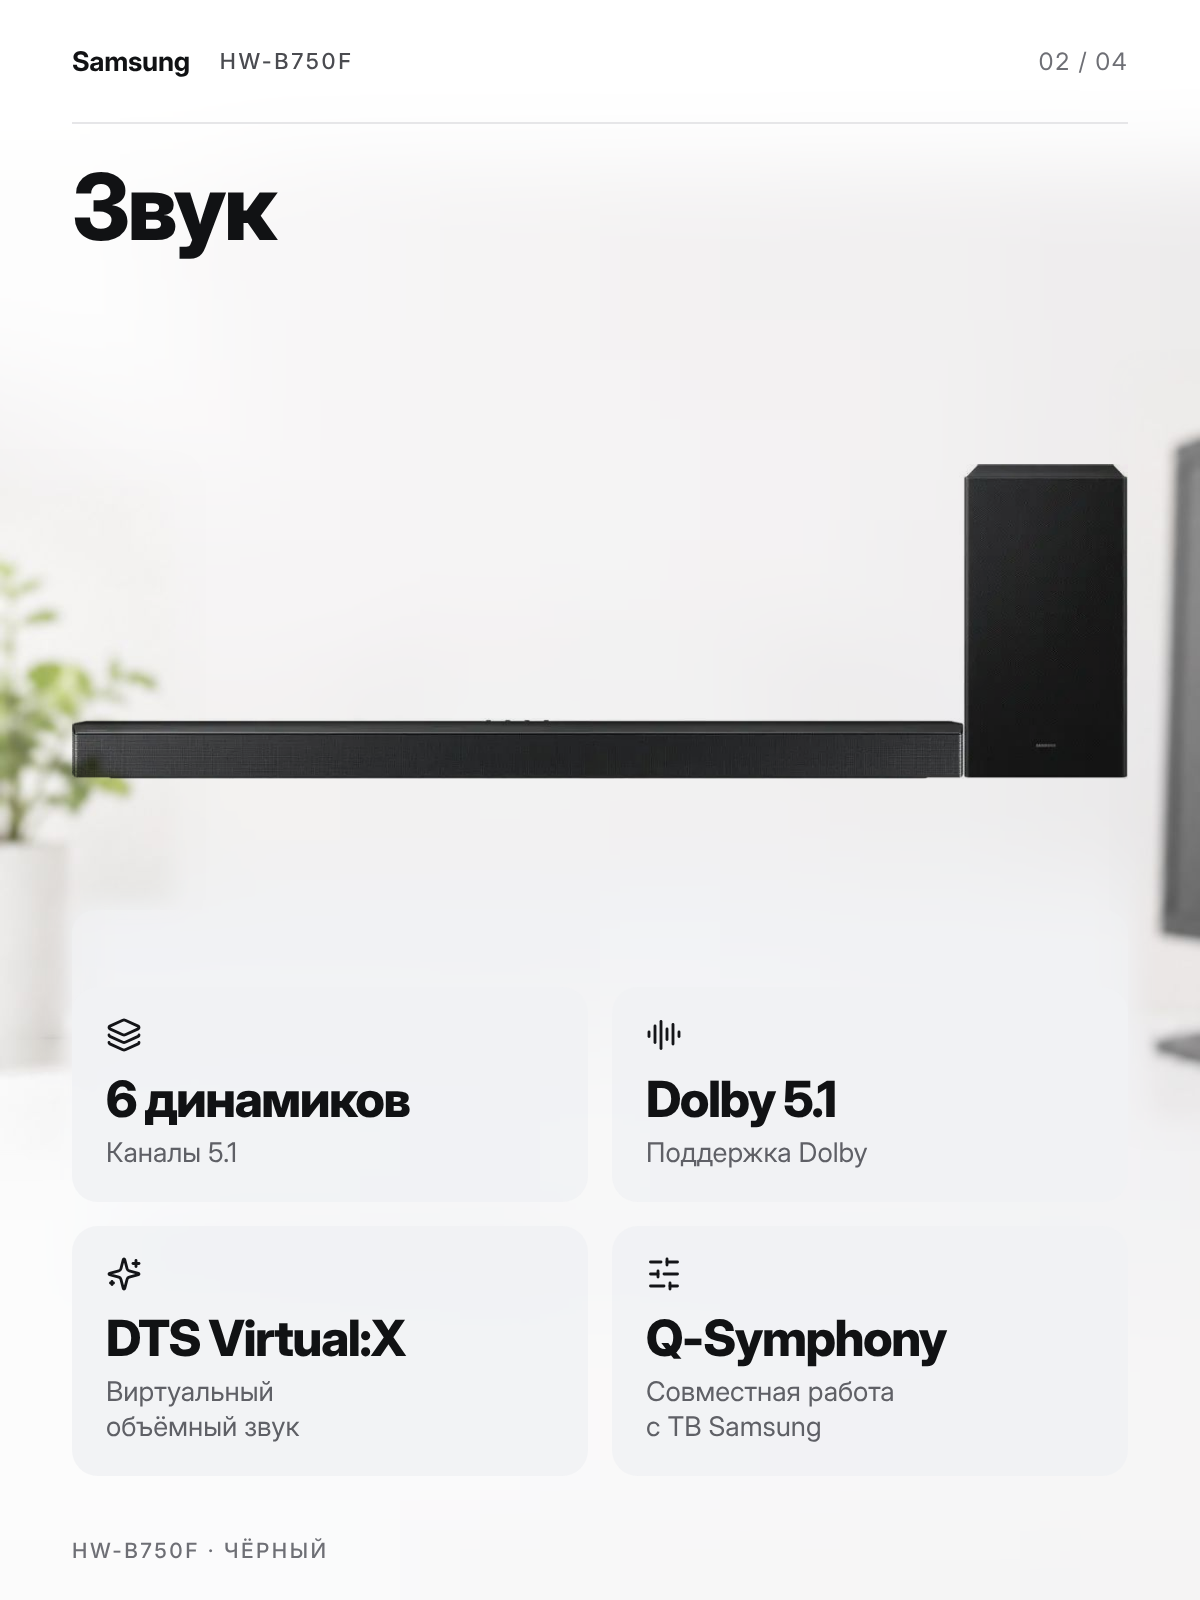 Samsung HW-B750F 02 / 04
Звук
6 динамиков
Каналы 5.1
Dolby 5.1
Поддержка Dolby
DTS Virtual:X
Виртуальный
объёмный звук
Q-Symphony
Совместная работа
с ТВ Samsung
HW-B750F · ЧЁРНЫЙ